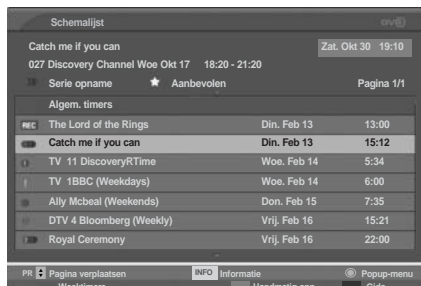 Schemalijst
Catch me if you can Zat. Okt 30 19:10
027 Discovery Channel Woe Okt 17 18:20 - 21:20
Serie opname Aanbevolen Pagina 1/1
Algem. timers
REC The Lord of the Rings Din. Feb 13 13:00
Catch me if you can Din. Feb 13 15:12
TV 11 DiscoveryRTime Woe. Feb 14 5:34
TV 1BBC (Weekdays) Woe. Feb 14 6:00
Ally Mcbeal (Weekends) Don. Feb 15 7:35
DTV 4 Bloomberg (Weekly) Vrij. Feb 16 15:21
Royal Ceremony Vrij. Feb 16 22:00
PR Pagina verplaatsen INFO Informatie Popup-menu